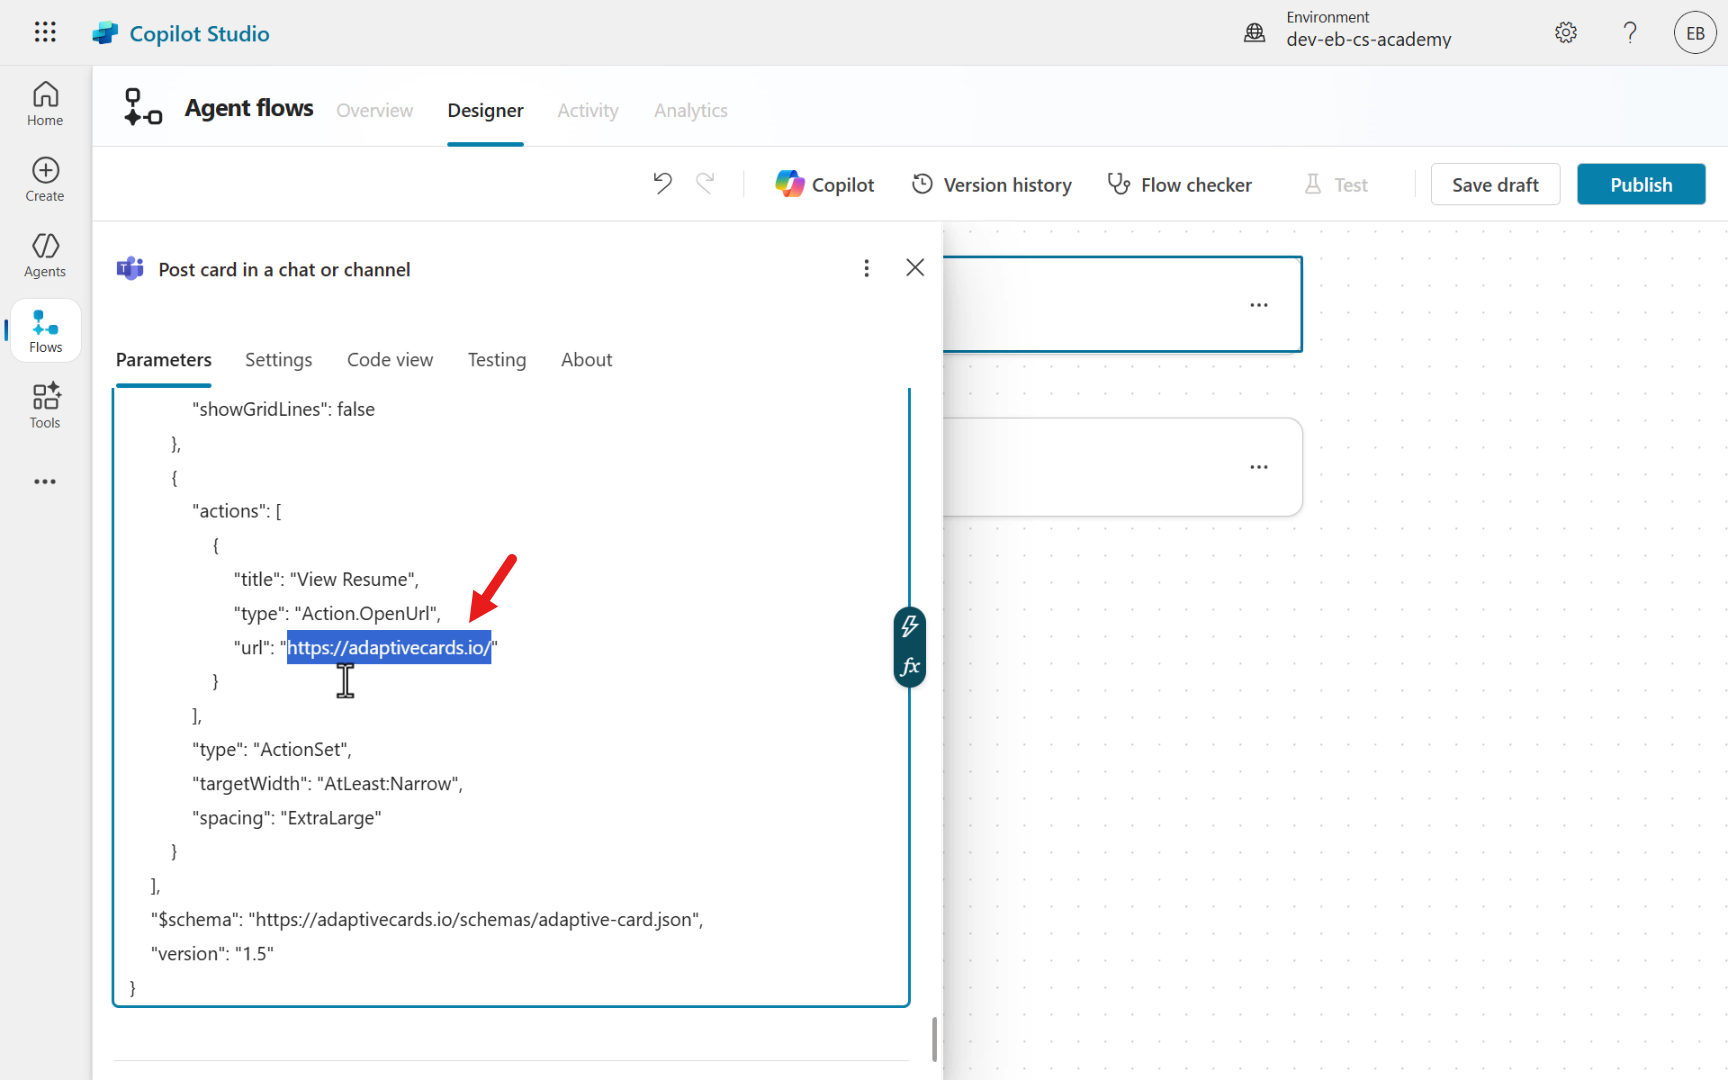 Copilot Studio
Environment
dev-eb-cs-academy
EB
Home
Create
Agents
Flows
Tools
Agent flows
Overview
Designer
Activity
Analytics
Copilot
Version history
Flow checker
Test
Save draft
Publish
Post card in a chat or channel
Parameters
Settings
Code view
Testing
About
"showGridLines": false
},
{
"actions": [
{
"title": "View Resume",
"type": "Action.OpenUrl",
"url": "https://adaptivecards.io/"
}
],
"type": "ActionSet",
"targetWidth": "AtLeast:Narrow",
"spacing": "ExtraLarge"
}
],
"$schema": "https://adaptivecards.io/schemas/adaptive-card.json",
"version": "1.5"
}
fx